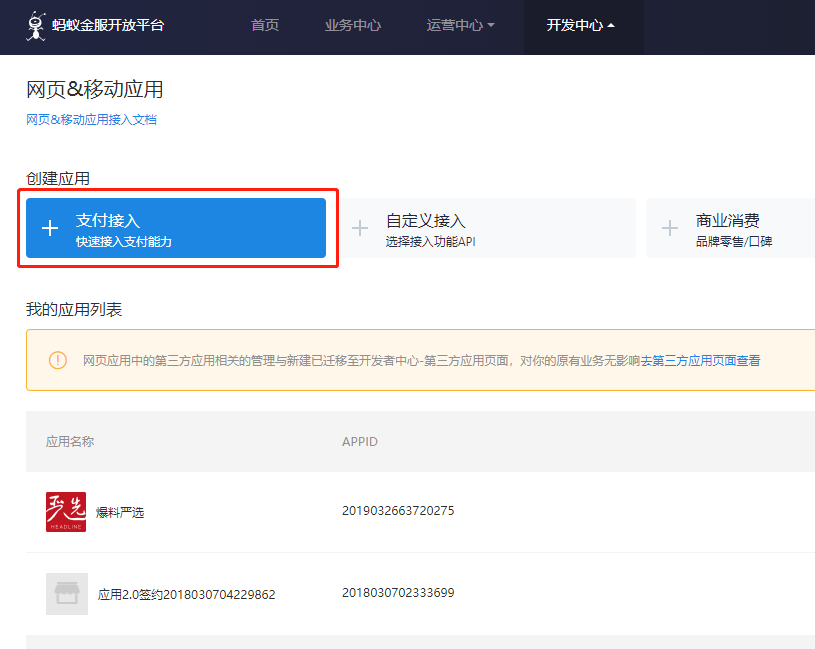 蚂蚁金服开放平台 首页 业务中心 运营中心 开发中心
网页&移动应用
网页&移动应用接入文档
创建应用
支付接入 自定义接入 商业消费
快速接入支付能力 选择接入功能API 品牌零售/口碑
我的应用列表
网页应用中的第三方应用相关的管理与新建已迁移至开发者中心-第三方应用页面，对你的原有业务无影响去第三方应用页面查看
应用名称 APPID
严选
HEADLINE
爆料严选 2019032663720275
应用2.0签约2018030704229862 2018030702333699